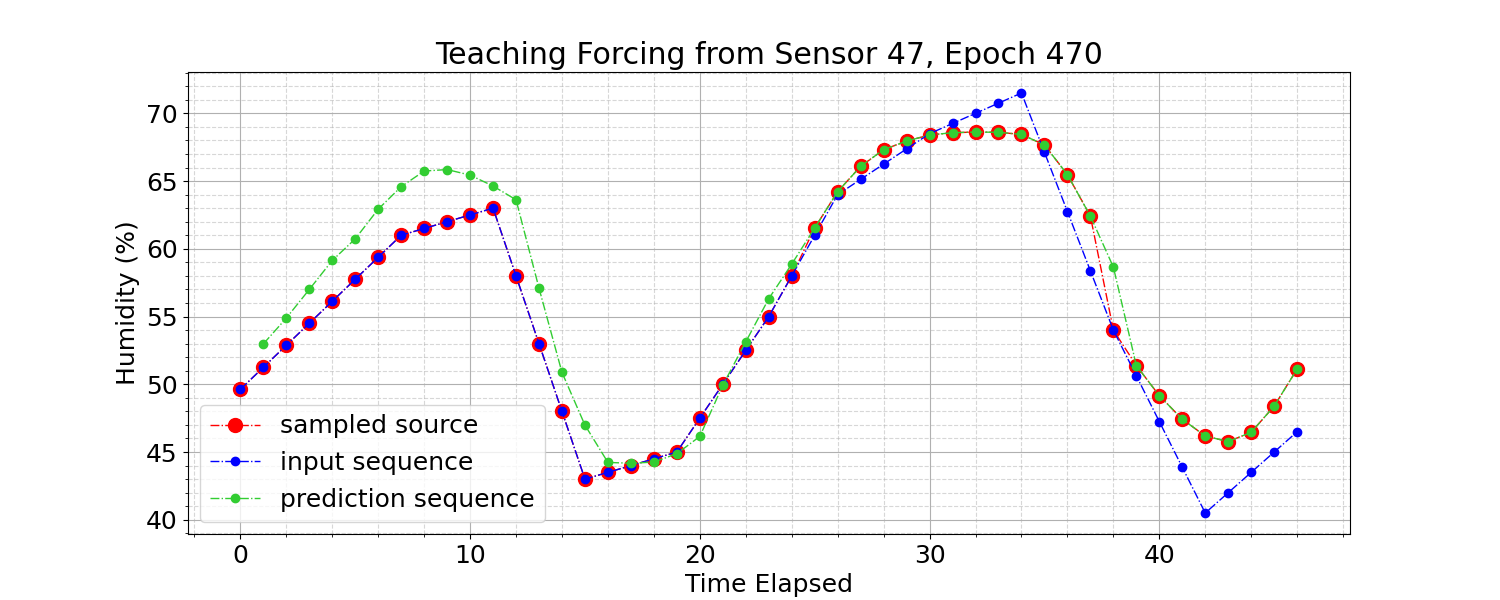 Teaching Forcing from Sensor 47, Epoch 470
70
65
60
55
50
45
40
Humidity (%)
sampled source
input sequence
prediction sequence
0 10 20 30 40
Time Elapsed